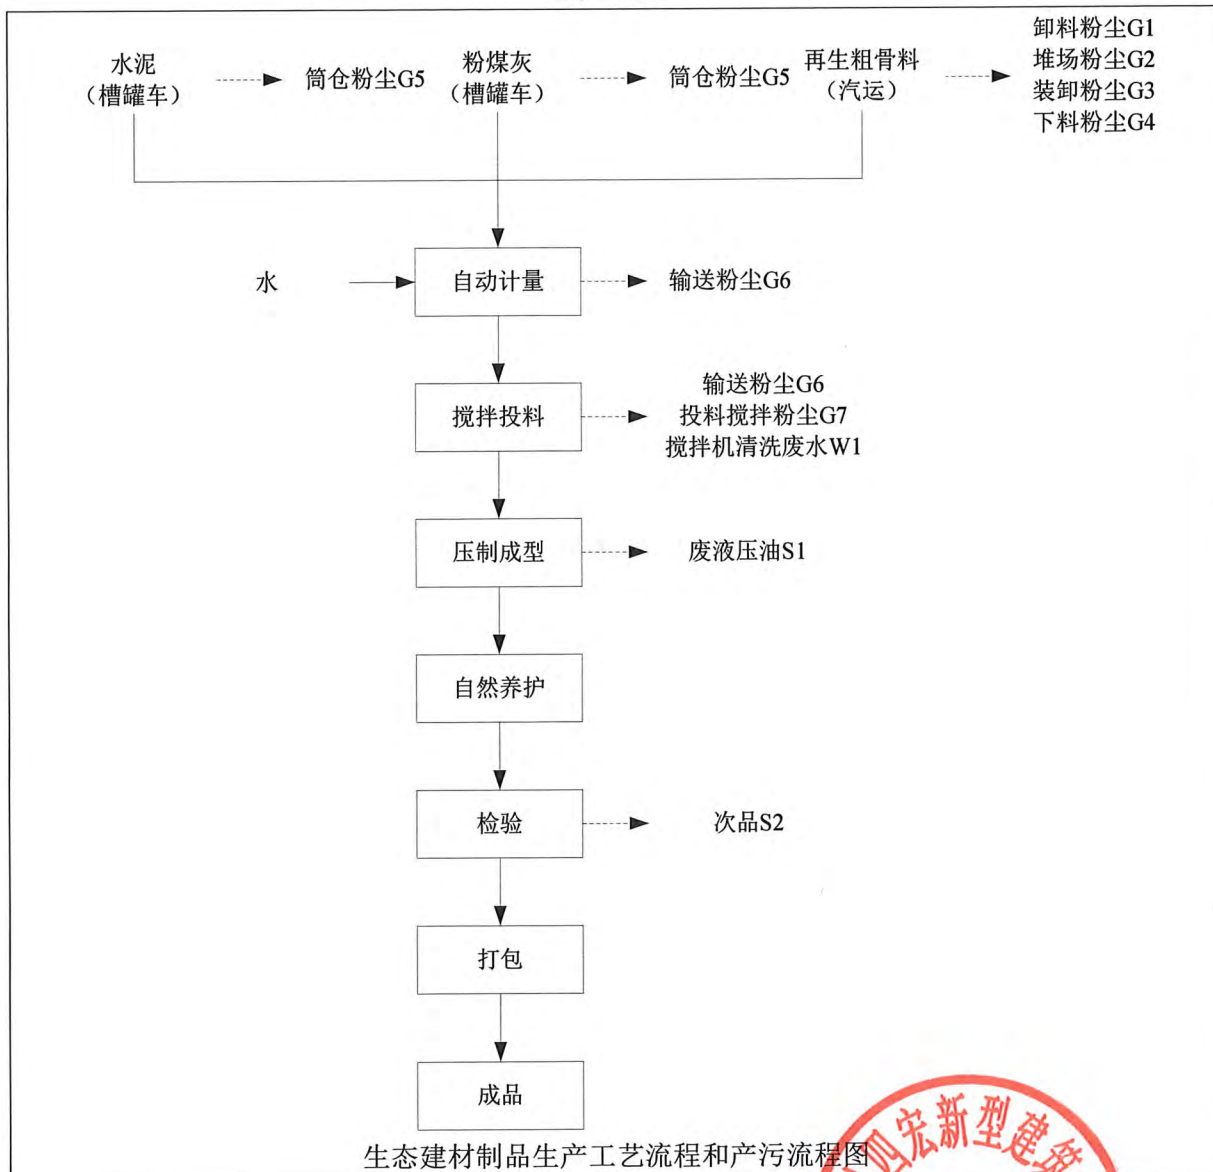 水泥
（槽罐车）
筒仓粉尘G5
粉煤灰
（槽罐车）
筒仓粉尘G5
再生粗骨料
（汽运）
卸料粉尘G1
堆场粉尘G2
装卸粉尘G3
下料粉尘G4
水
自动计量
输送粉尘G6
搅拌投料
输送粉尘G6
投料搅拌粉尘G7
搅拌机清洗废水W1
压制成型
废液压油S1
自然养护
检验
次品S2
打包
成品
生态建材制品生产工艺流程和产污流程图
四宏新型建筑